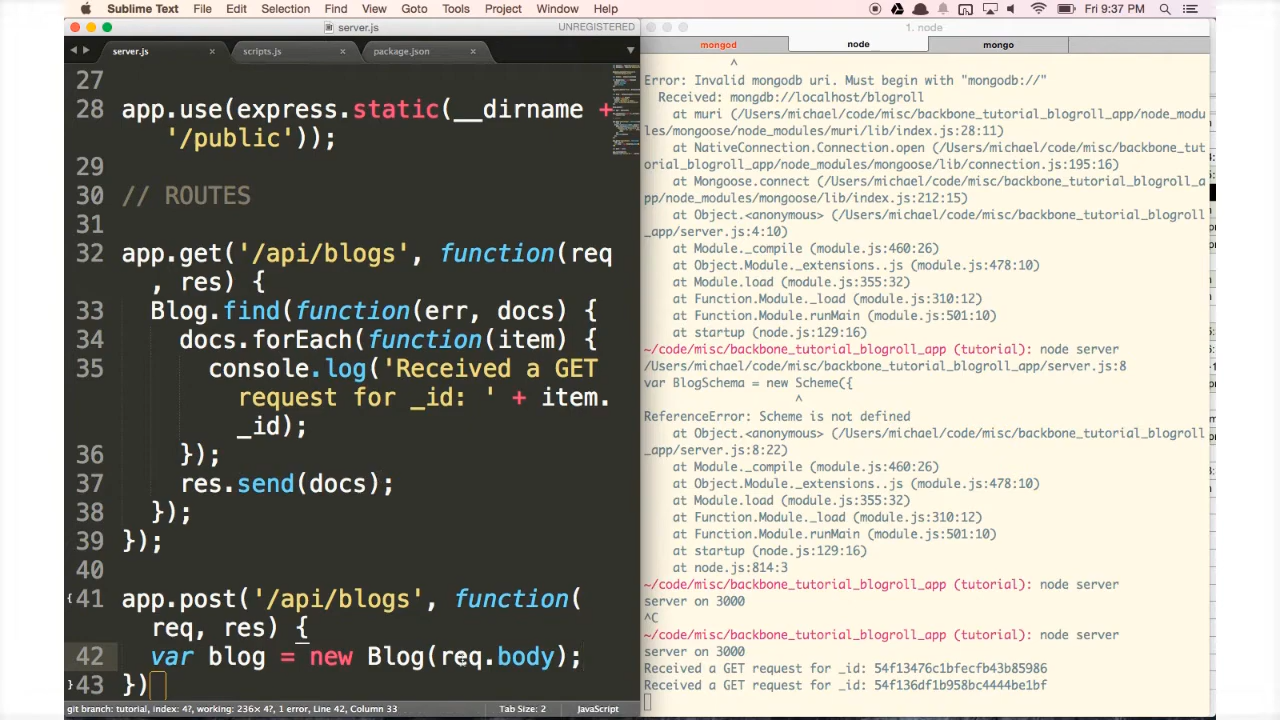 Sublime Text File Edit Selection Find View Goto Tools Project Window Help Fri 9:37 PM
server.js UNREGISTERED
server.js scripts.js package.json
27
28 app.use(express.static(__dirname +
'/public'));
29
30 // ROUTES
31
32 app.get('/api/blogs', function(req
, res) {
33 Blog.find(function(err, docs) {
34 docs.forEach(function(item) {
35 console.log('Received a GET
request for _id: ' + item.
_id);
36 });
37 res.send(docs);
38 });
39 });
40
41 app.post('/api/blogs', function(
req, res) {
42 var blog = new Blog(req.body);
43 })
git branch: tutorial, index: 4?, working: 236× 4?, 1 error, Line 42, Column 33 Tab Size: 2 JavaScript
1. node
mongod node mongo
^
Error: Invalid mongodb uri. Must begin with "mongodb://"
Received: mongdb://localhost/blogroll
at muri (/Users/michael/code/misc/backbone_tutorial_blogroll_app/node_modu
les/mongoose/node_modules/muri/lib/index.js:28:11)
at NativeConnection.Connection.open (/Users/michael/code/misc/backbone_tut
orial_blogroll_app/node_modules/mongoose/lib/connection.js:195:16)
at Mongoose.connect (/Users/michael/code/misc/backbone_tutorial_blogroll_a
pp/node_modules/mongoose/lib/index.js:212:15)
at Object.<anonymous> (/Users/michael/code/misc/backbone_tutorial_blogroll
_app/server.js:4:10)
at Module._compile (module.js:460:26)
at Object.Module._extensions..js (module.js:478:10)
at Module.load (module.js:355:32)
at Function.Module._load (module.js:310:12)
at Function.Module.runMain (module.js:501:10)
at startup (node.js:129:16)
~/code/misc/backbone_tutorial_blogroll_app (tutorial): node server
/Users/michael/code/misc/backbone_tutorial_blogroll_app/server.js:8
var BlogSchema = new Scheme({
^
ReferenceError: Scheme is not defined
at Object.<anonymous> (/Users/michael/code/misc/backbone_tutorial_blogroll
_app/server.js:8:22)
at Module._compile (module.js:460:26)
at Object.Module._extensions..js (module.js:478:10)
at Module.load (module.js:355:32)
at Function.Module._load (module.js:310:12)
at Function.Module.runMain (module.js:501:10)
at startup (node.js:129:16)
at node.js:814:3
~/code/misc/backbone_tutorial_blogroll_app (tutorial): node server
server on 3000
^C
~/code/misc/backbone_tutorial_blogroll_app (tutorial): node server
server on 3000
Received a GET request for _id: 54f13476c1bfecfb43b85986
Received a GET request for _id: 54f136df1b958bc4444be1bf